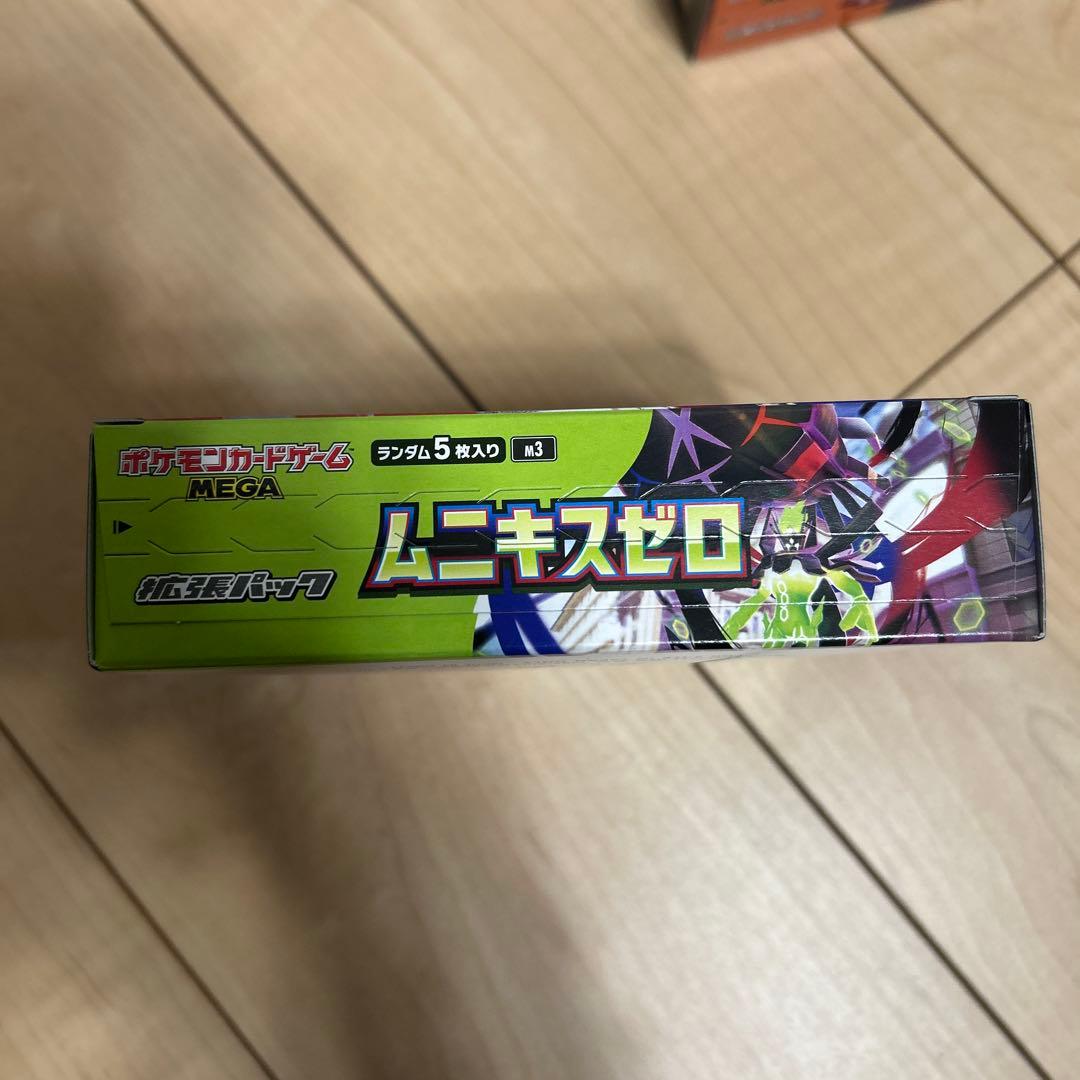 ポケモンカードゲーム
MEGA
ランダム5枚入り
M3
ムニキスゼロ
拡張パック